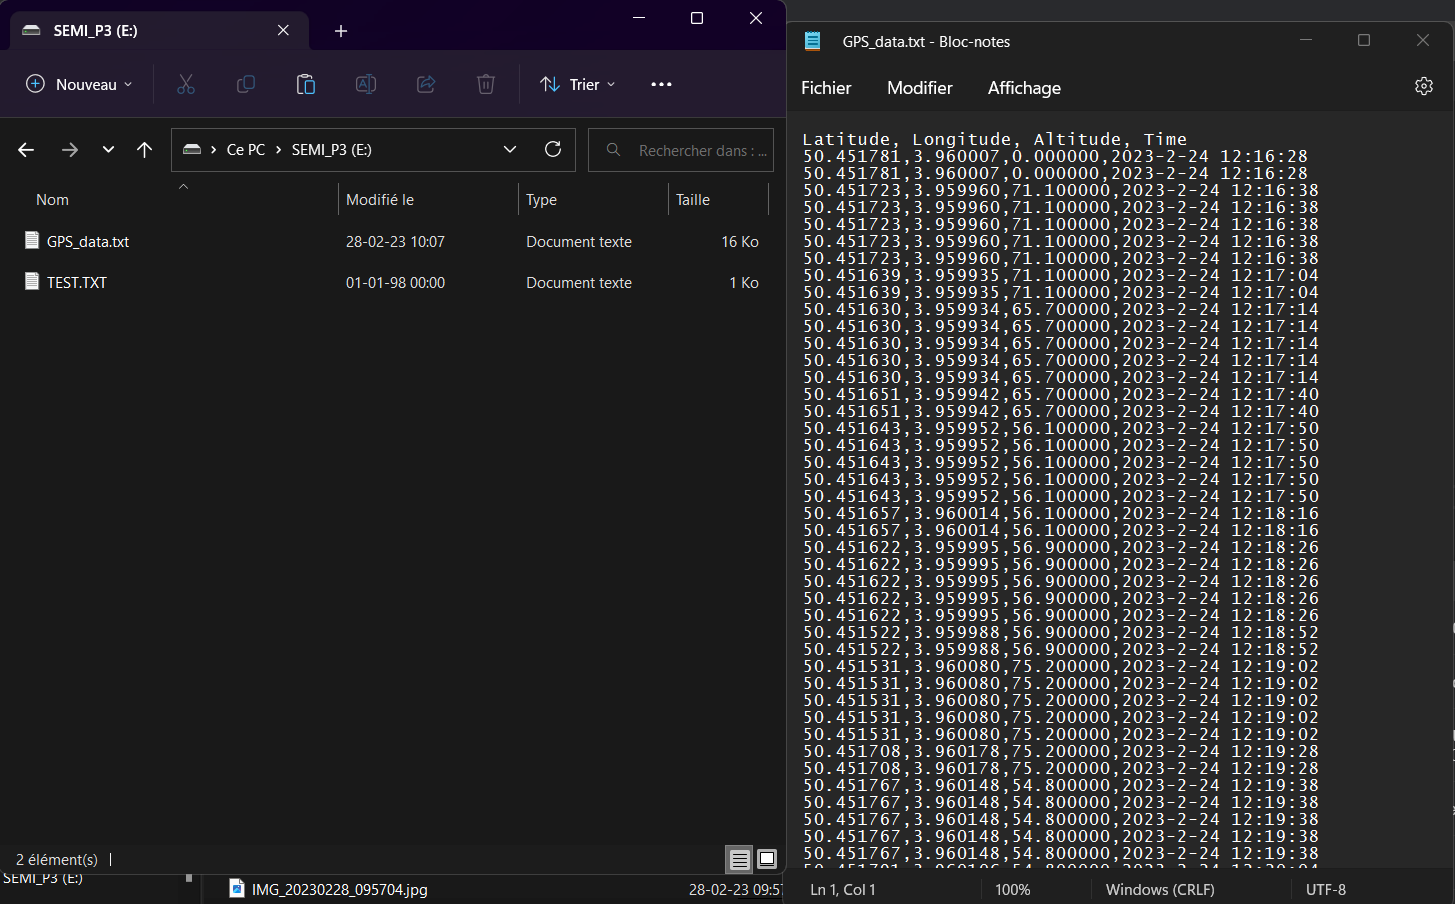 SEMI_P3 (E:)
Nouveau
Trier
Ce PC > SEMI_P3 (E:)
Rechercher dans : ...
Nom Modifié le Type Taille
GPS_data.txt 28-02-23 10:07 Document texte 16 Ko
TEST.TXT 01-01-98 00:00 Document texte 1 Ko
2 élément(s)
SEMI_P3 (E:)
IMG_20230228_095704.jpg 28-02-23 09:57
GPS_data.txt - Bloc-notes
Fichier Modifier Affichage
Latitude, Longitude, Altitude, Time
50.451781,3.960007,0.000000,2023-2-24 12:16:28
50.451781,3.960007,0.000000,2023-2-24 12:16:28
50.451723,3.959960,71.100000,2023-2-24 12:16:38
50.451723,3.959960,71.100000,2023-2-24 12:16:38
50.451723,3.959960,71.100000,2023-2-24 12:16:38
50.451723,3.959960,71.100000,2023-2-24 12:16:38
50.451723,3.959960,71.100000,2023-2-24 12:16:38
50.451639,3.959935,71.100000,2023-2-24 12:17:04
50.451639,3.959935,71.100000,2023-2-24 12:17:04
50.451630,3.959934,65.700000,2023-2-24 12:17:14
50.451630,3.959934,65.700000,2023-2-24 12:17:14
50.451630,3.959934,65.700000,2023-2-24 12:17:14
50.451630,3.959934,65.700000,2023-2-24 12:17:14
50.451630,3.959934,65.700000,2023-2-24 12:17:14
50.451651,3.959942,65.700000,2023-2-24 12:17:40
50.451651,3.959942,65.700000,2023-2-24 12:17:40
50.451643,3.959952,56.100000,2023-2-24 12:17:50
50.451643,3.959952,56.100000,2023-2-24 12:17:50
50.451643,3.959952,56.100000,2023-2-24 12:17:50
50.451643,3.959952,56.100000,2023-2-24 12:17:50
50.451643,3.959952,56.100000,2023-2-24 12:17:50
50.451657,3.960014,56.100000,2023-2-24 12:18:16
50.451657,3.960014,56.100000,2023-2-24 12:18:16
50.451622,3.959995,56.900000,2023-2-24 12:18:26
50.451622,3.959995,56.900000,2023-2-24 12:18:26
50.451622,3.959995,56.900000,2023-2-24 12:18:26
50.451622,3.959995,56.900000,2023-2-24 12:18:26
50.451622,3.959995,56.900000,2023-2-24 12:18:26
50.451522,3.959988,56.900000,2023-2-24 12:18:52
50.451522,3.959988,56.900000,2023-2-24 12:18:52
50.451531,3.960080,75.200000,2023-2-24 12:19:02
50.451531,3.960080,75.200000,2023-2-24 12:19:02
50.451531,3.960080,75.200000,2023-2-24 12:19:02
50.451531,3.960080,75.200000,2023-2-24 12:19:02
50.451531,3.960080,75.200000,2023-2-24 12:19:02
50.451708,3.960178,75.200000,2023-2-24 12:19:28
50.451708,3.960178,75.200000,2023-2-24 12:19:28
50.451767,3.960148,54.800000,2023-2-24 12:19:38
50.451767,3.960148,54.800000,2023-2-24 12:19:38
50.451767,3.960148,54.800000,2023-2-24 12:19:38
50.451767,3.960148,54.800000,2023-2-24 12:19:38
50.451767,3.960148,54.800000,2023-2-24 12:19:38
Ln 1, Col 1 100% Windows (CRLF) UTF-8